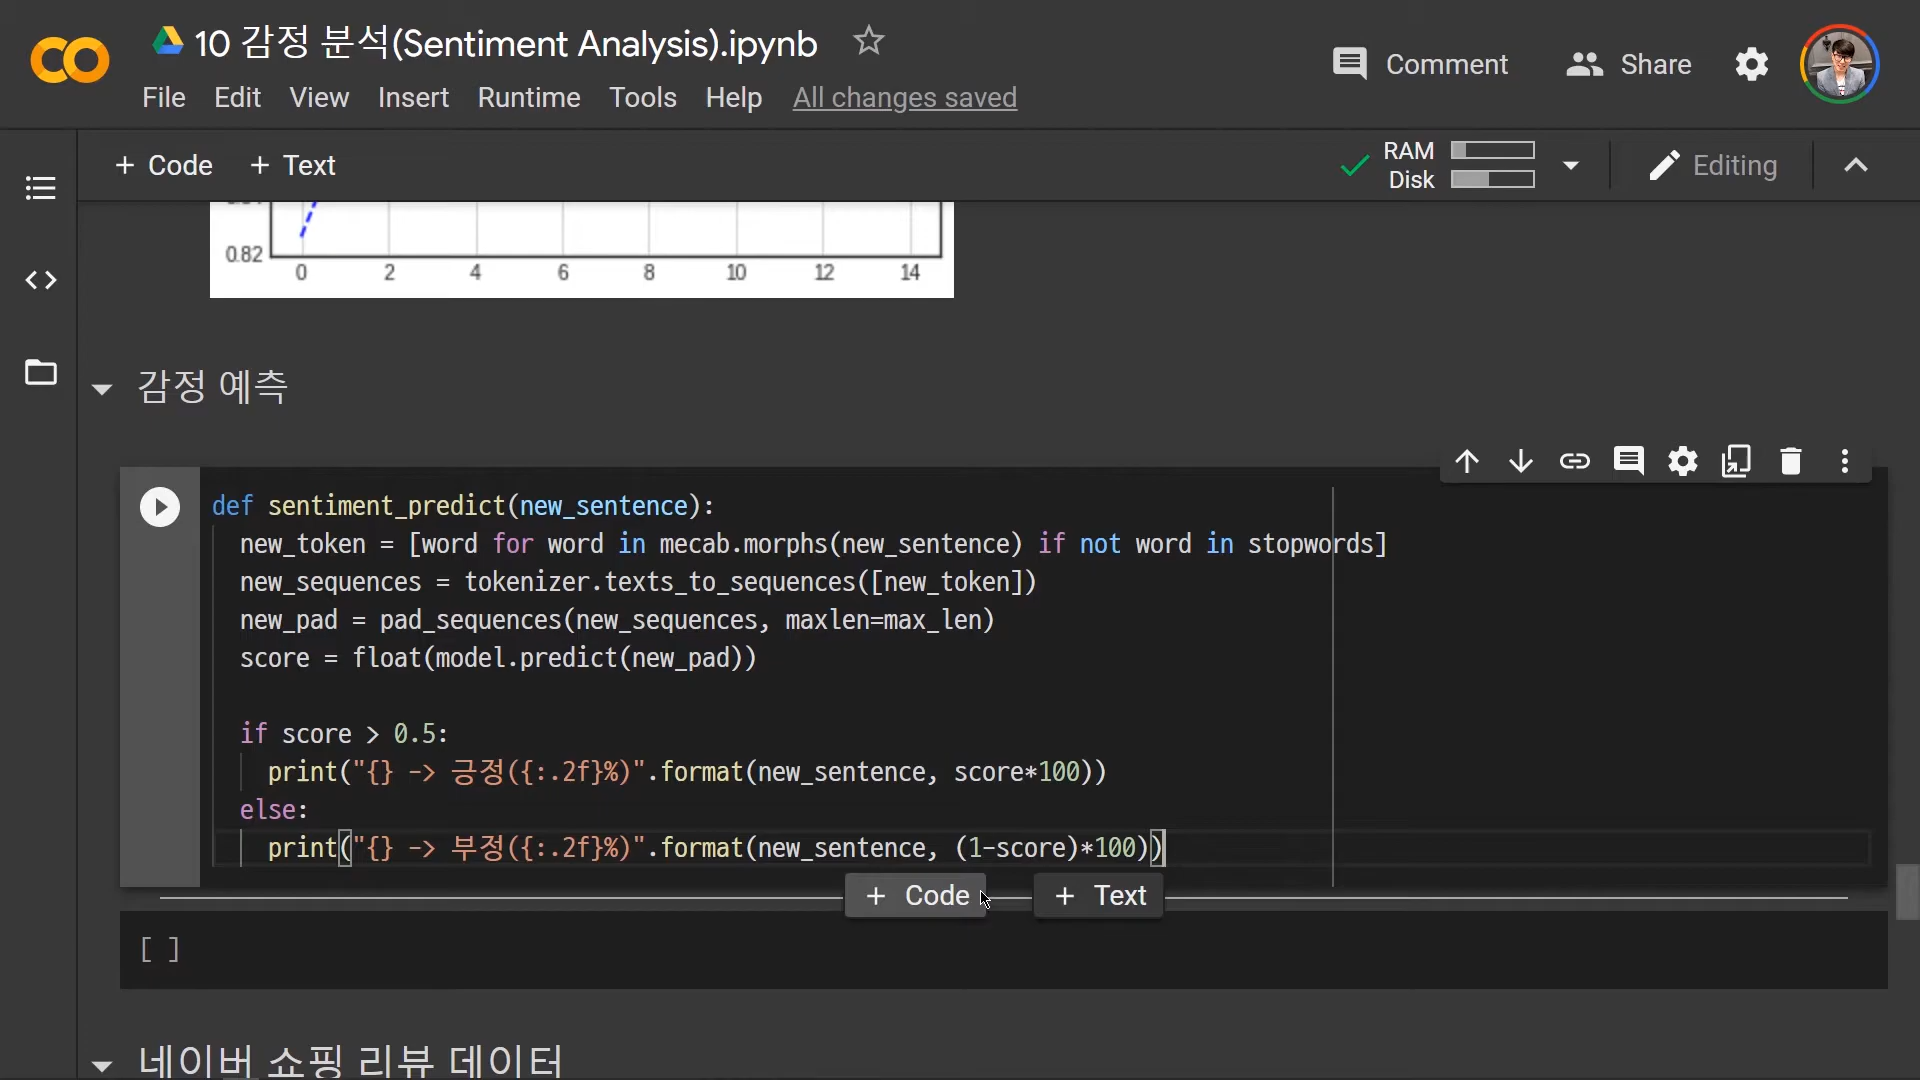 10 감정 분석(Sentiment Analysis).ipynb
Comment
Share
File Edit View Insert Runtime Tools Help All changes saved
+ Code + Text
RAM
Disk
Editing
0.82
0 2 4 6 8 10 12 14
감정 예측
def sentiment_predict(new_sentence):
new_token = [word for word in mecab.morphs(new_sentence) if not word in stopwords]
new_sequences = tokenizer.texts_to_sequences([new_token])
new_pad = pad_sequences(new_sequences, maxlen=max_len)
score = float(model.predict(new_pad))
if score > 0.5:
print("{} -> 긍정({:.2f}%)".format(new_sentence, score*100))
else:
print("{} -> 부정({:.2f}%)".format(new_sentence, (1-score)*100))
+ Code + Text
[ ]
네이버 쇼핑 리뷰 데이터